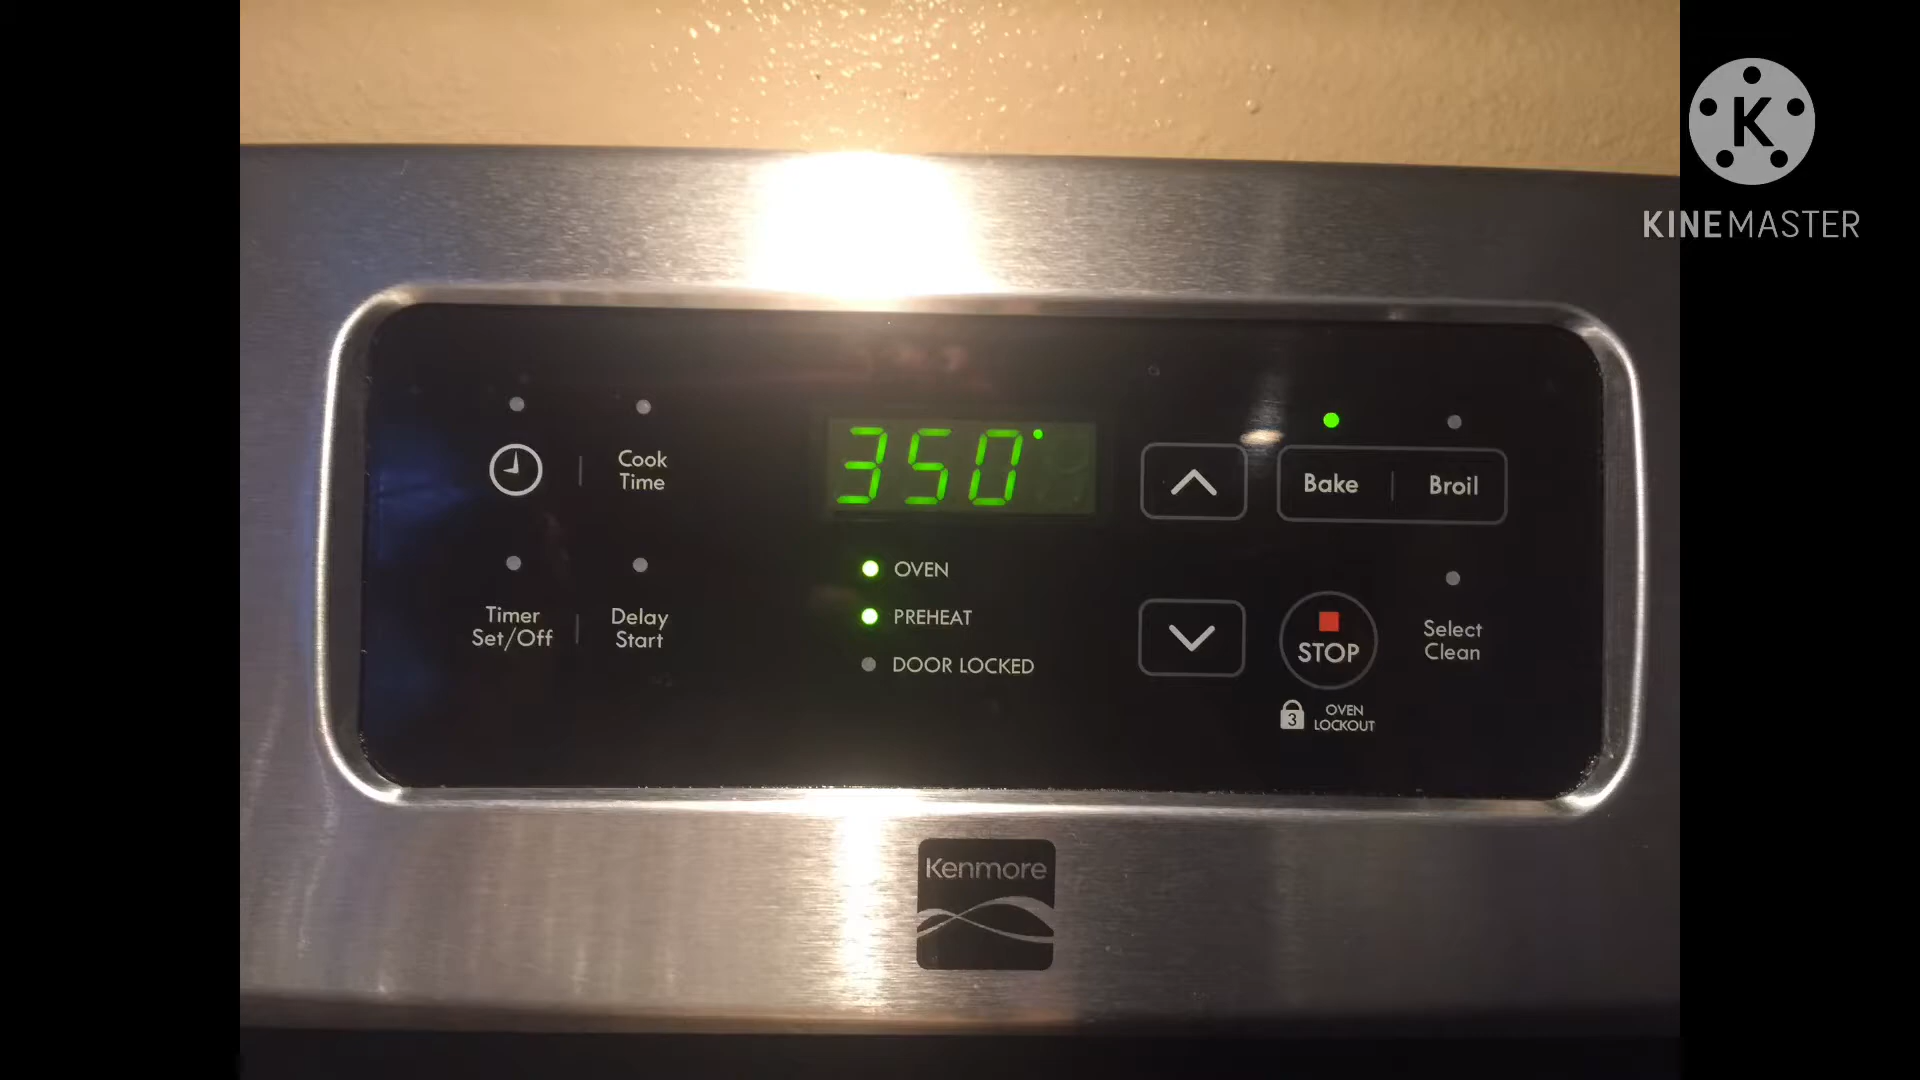 K
KINEMASTER
Cook
Time
350°
Bake
Broil
OVEN
Timer
Set/Off
Delay
Start
PREHEAT
STOP
Select
Clean
DOOR LOCKED
3
OVEN
LOCKOUT
Kenmore